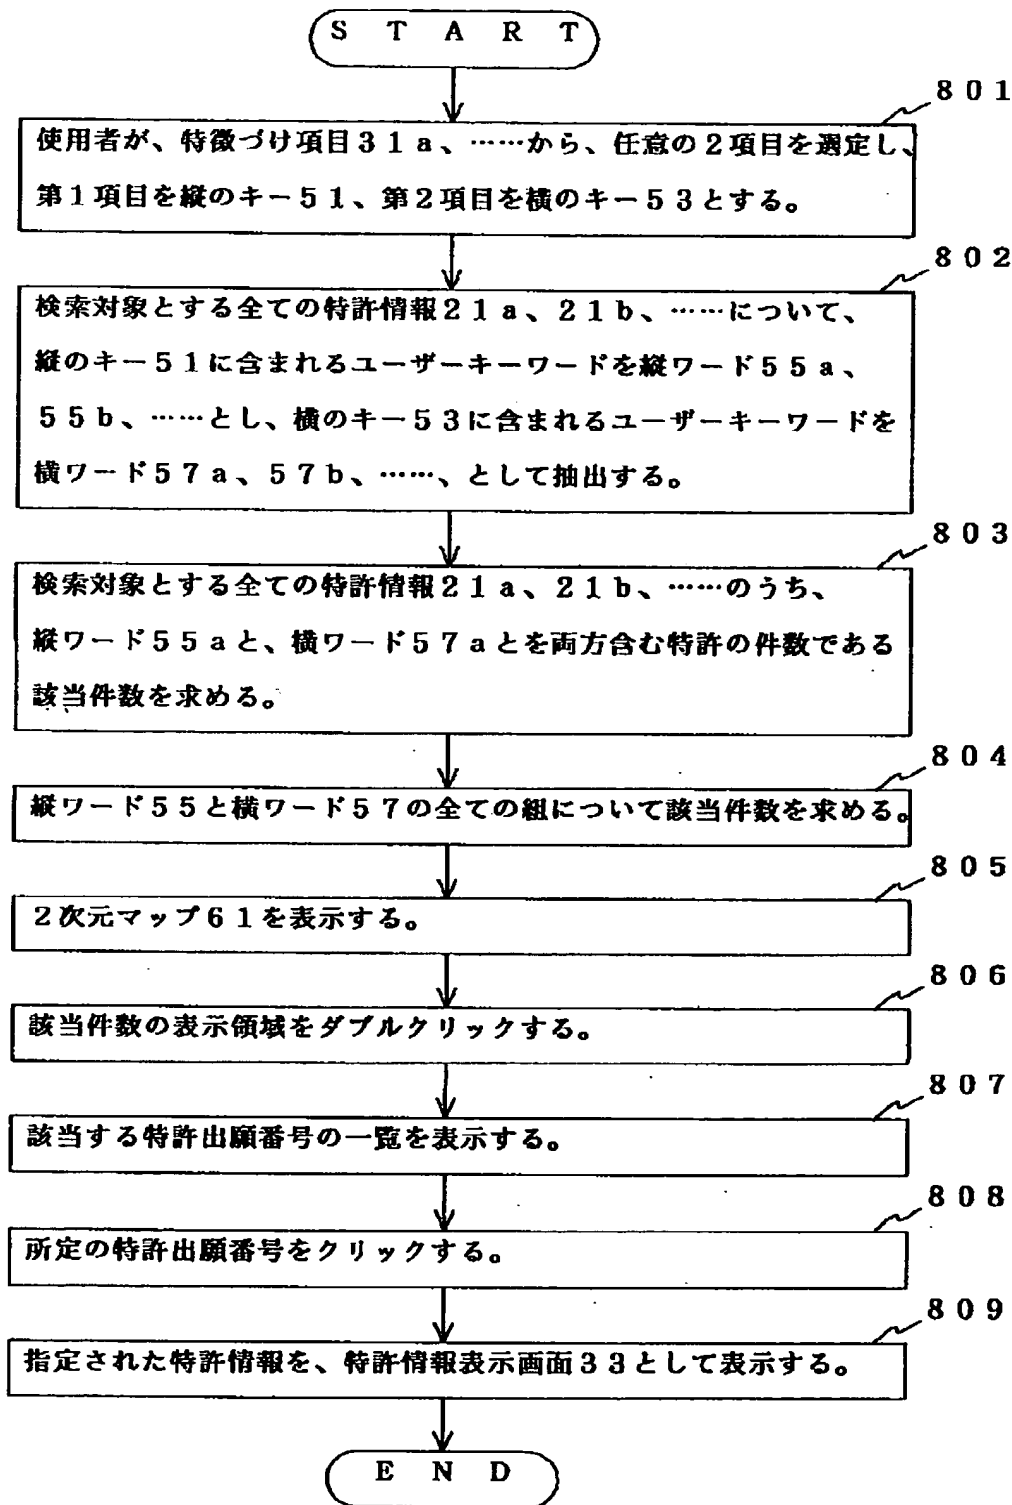 START
801
使用者が、特徴づけ項目31a、……から、任意の2項目を選定し、
第1項目を縦のキー51、第2項目を横のキー53とする。
802
検索対象とする全ての特許情報21a、21b、……について、
縦のキー51に含まれるユーザーキーワードを縦ワード55a、
55b、……とし、横のキー53に含まれるユーザーキーワードを
横ワード57a、57b、……、として抽出する。
803
検索対象とする全ての特許情報21a、21b、……のうち、
縦ワード55aと、横ワード57aとを両方含む特許の件数である
該当件数を求める。
804
縦ワード55と横ワード57の全ての組について該当件数を求める。
805
2次元マップ61を表示する。
806
該当件数の表示領域をダブルクリックする。
807
該当する特許出願番号の一覧を表示する。
808
所定の特許出願番号をクリックする。
809
指定された特許情報を、特許情報表示画面33として表示する。
END